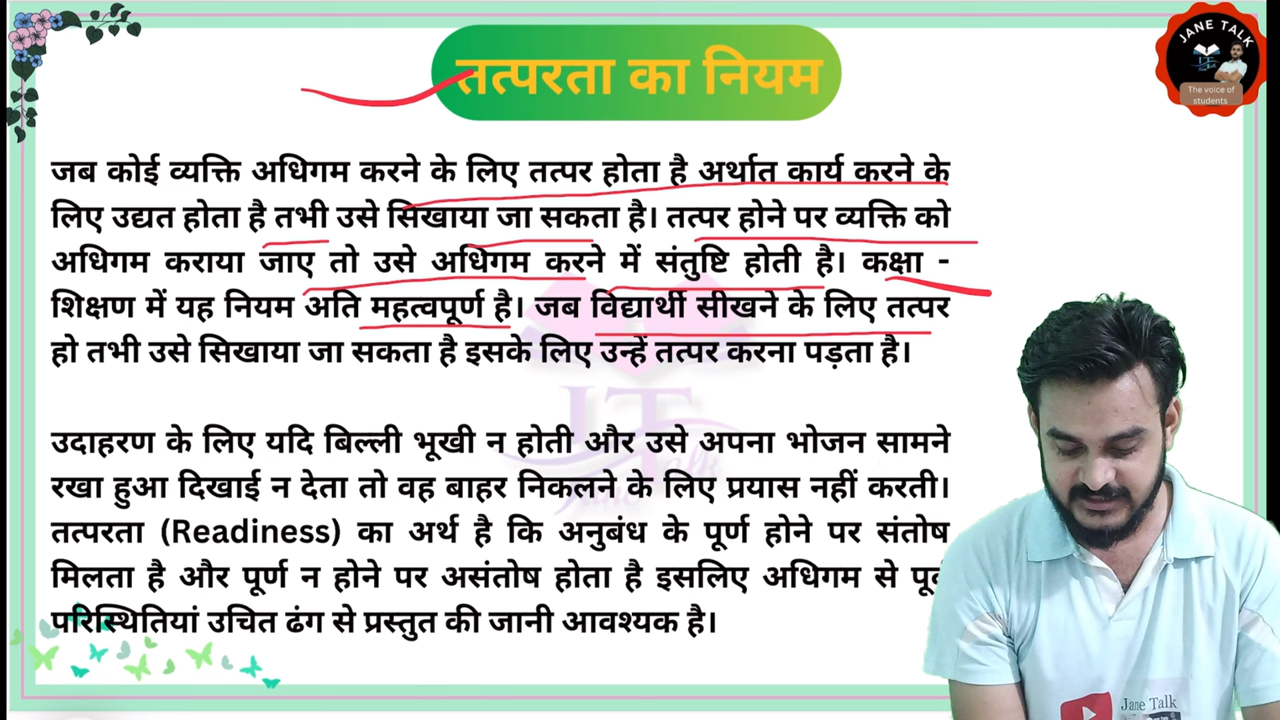 तत्परता का नियम
JANE TALK
The voice of
students
जब कोई व्यक्ति अधिगम करने के लिए तत्पर होता है अर्थात कार्य करने के
लिए उद्यत होता है तभी उसे सिखाया जा सकता है। तत्पर होने पर व्यक्ति को
अधिगम कराया जाए तो उसे अधिगम करने में संतुष्टि होती है। कक्षा -
शिक्षण में यह नियम अति महत्वपूर्ण है। जब विद्यार्थी सीखने के लिए तत्पर
हो तभी उसे सिखाया जा सकता है इसके लिए उन्हें तत्पर करना पड़ता है।
उदाहरण के लिए यदि बिल्ली भूखी न होती और उसे अपना भोजन सामने
रखा हुआ दिखाई न देता तो वह बाहर निकलने के लिए प्रयास नहीं करती।
तत्परता (Readiness) का अर्थ है कि अनुबंध के पूर्ण होने पर संतोष
मिलता है और पूर्ण न होने पर असंतोष होता है इसलिए अधिगम से
परिस्थितियां उचित ढंग से प्रस्तुत की जानी आवश्यक है।
Jane Talk